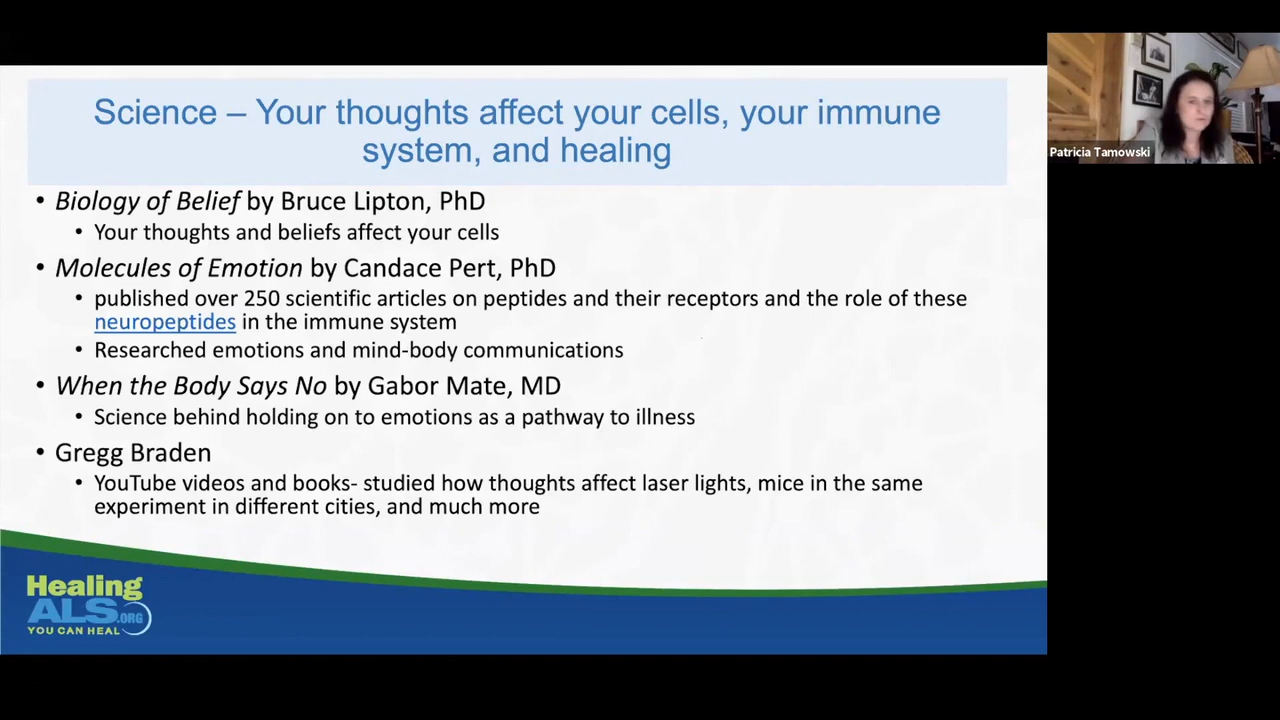 Science – Your thoughts affect your cells, your immune
system, and healing
• Biology of Belief by Bruce Lipton, PhD
• Your thoughts and beliefs affect your cells
• Molecules of Emotion by Candace Pert, PhD
• published over 250 scientific articles on peptides and their receptors and the role of these
neuropeptides in the immune system
• Researched emotions and mind-body communications
• When the Body Says No by Gabor Mate, MD
• Science behind holding on to emotions as a pathway to illness
• Gregg Braden
• YouTube videos and books- studied how thoughts affect laser lights, mice in the same
experiment in different cities, and much more
Healing
ALS.ORG
YOU CAN HEAL
Patricia Tamowski